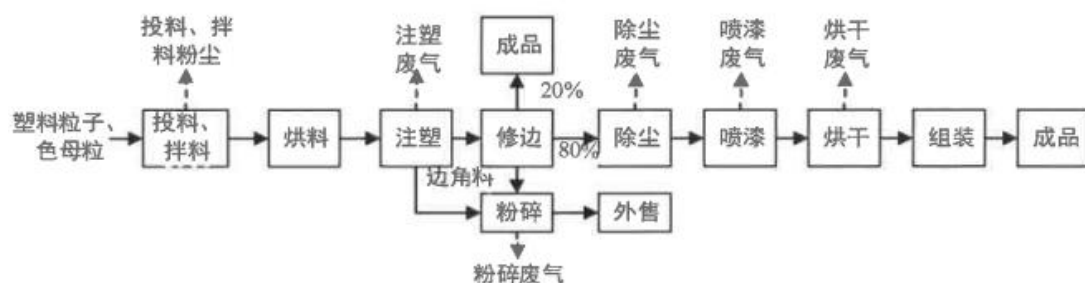 投料、拌
料粉尘
注塑
废气
成品
除尘
废气
喷漆
废气
烘干
废气
20%
塑料粒子、
色母粒
投料、
拌料
烘料
注塑
修边
80%
除尘
喷漆
烘干
组装
成品
边角料
粉碎
外售
粉碎废气